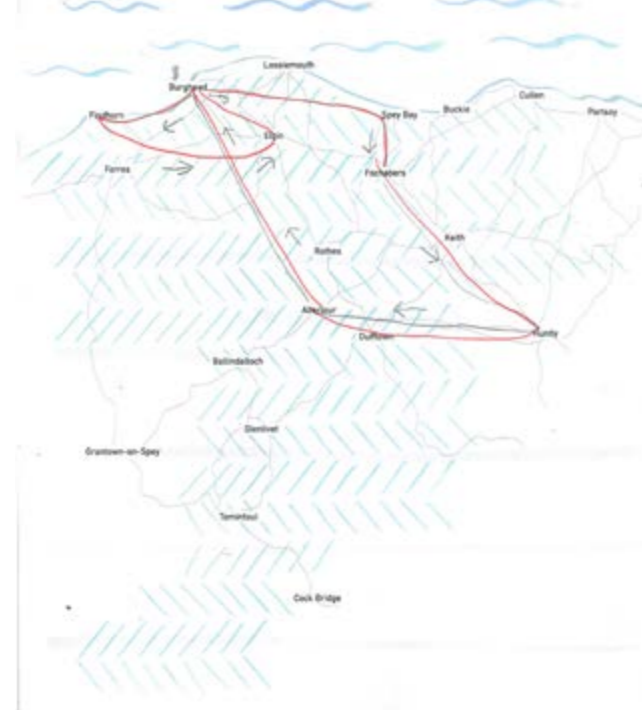 Lossiemouth
Burghead
Cullen
Findhorn
Spey Bay
Buckie
Portsoy
Elgin
Forres
Fochabers
Keith
Rothes
Aberlour
Huntly
Dufftown
Ballindalloch
Glenlivet
Grantown-on-Spey
Tomintoul
Cock Bridge